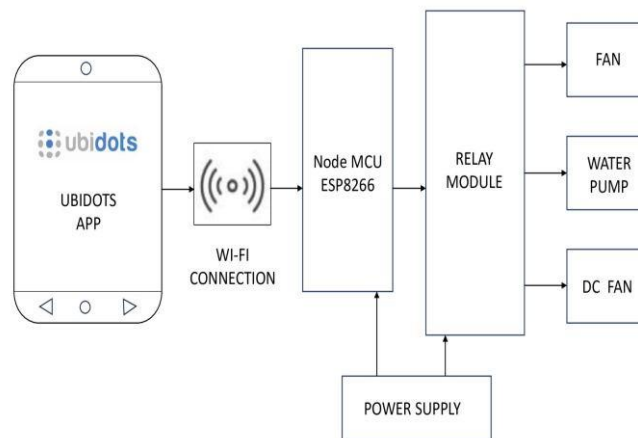 ubidots
UBIDOTS
APP
WI-FI
CONNECTION
Node MCU
ESP8266
RELAY
MODULE
FAN
WATER
PUMP
DC FAN
POWER SUPPLY